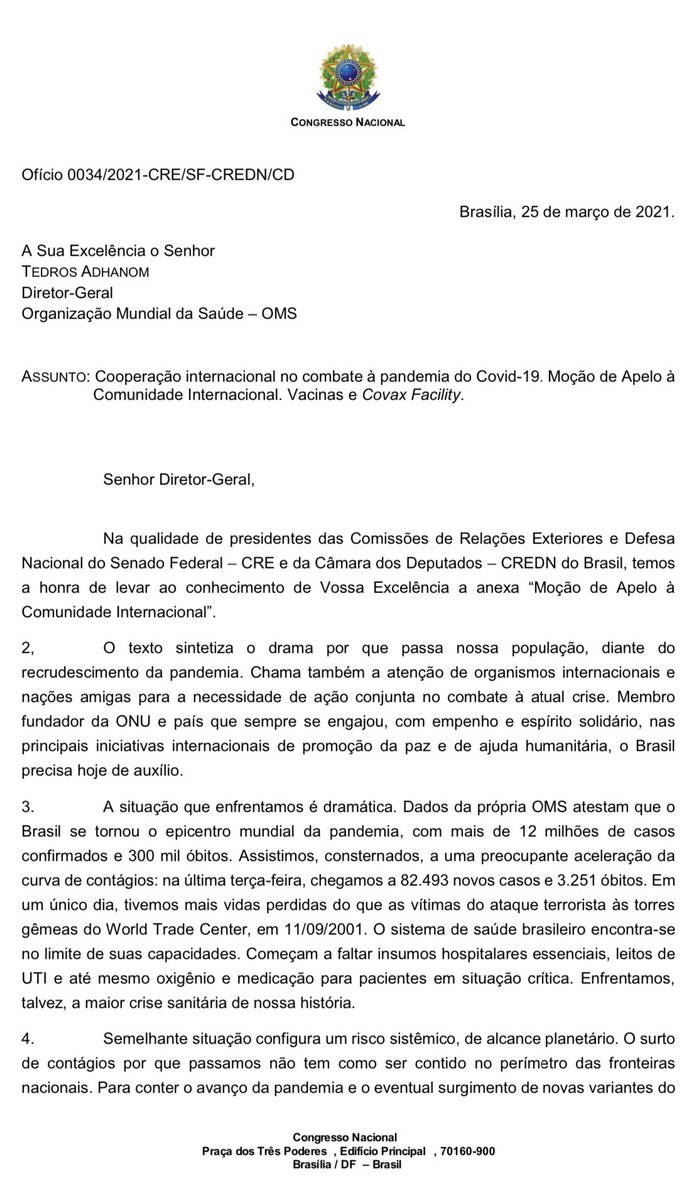 CONGRESSO NACIONAL
Ofício 0034/2021-CRE/SF-CREDN/CD
Brasília, 25 de março de 2021.
A Sua Excelência o Senhor
TEDROS ADHANOM
Diretor-Geral
Organização Mundial da Saúde – OMS
ASSUNTO: Cooperação internacional no combate à pandemia do Covid-19. Moção de Apelo à
Comunidade Internacional. Vacinas e Covax Facility.
Senhor Diretor-Geral,
Na qualidade de presidentes das Comissões de Relações Exteriores e Defesa
Nacional do Senado Federal – CRE e da Câmara dos Deputados – CREDN do Brasil, temos
a honra de levar ao conhecimento de Vossa Excelência a anexa “Moção de Apelo à
Comunidade Internacional”.
2, O texto sintetiza o drama por que passa nossa população, diante do
recrudescimento da pandemia. Chama também a atenção de organismos internacionais e
nações amigas para a necessidade de ação conjunta no combate à atual crise. Membro
fundador da ONU e país que sempre se engajou, com empenho e espírito solidário, nas
principais iniciativas internacionais de promoção da paz e de ajuda humanitária, o Brasil
precisa hoje de auxílio.
3. A situação que enfrentamos é dramática. Dados da própria OMS atestam que o
Brasil se tornou o epicentro mundial da pandemia, com mais de 12 milhões de casos
confirmados e 300 mil óbitos. Assistimos, consternados, a uma preocupante aceleração da
curva de contágios: na última terça-feira, chegamos a 82.493 novos casos e 3.251 óbitos. Em
um único dia, tivemos mais vidas perdidas do que as vítimas do ataque terrorista às torres
gêmeas do World Trade Center, em 11/09/2001. O sistema de saúde brasileiro encontra-se
no limite de suas capacidades. Começam a faltar insumos hospitalares essenciais, leitos de
UTI e até mesmo oxigênio e medicação para pacientes em situação crítica. Enfrentamos,
talvez, a maior crise sanitária de nossa história.
4. Semelhante situação configura um risco sistêmico, de alcance planetário. O surto
de contágios por que passamos não tem como ser contido no perímetro das fronteiras
nacionais. Para conter o avanço da pandemia e o eventual surgimento de novas variantes do
Congresso Nacional
Praça dos Três Poderes , Edifício Principal , 70160-900
Brasília / DF – Brasil